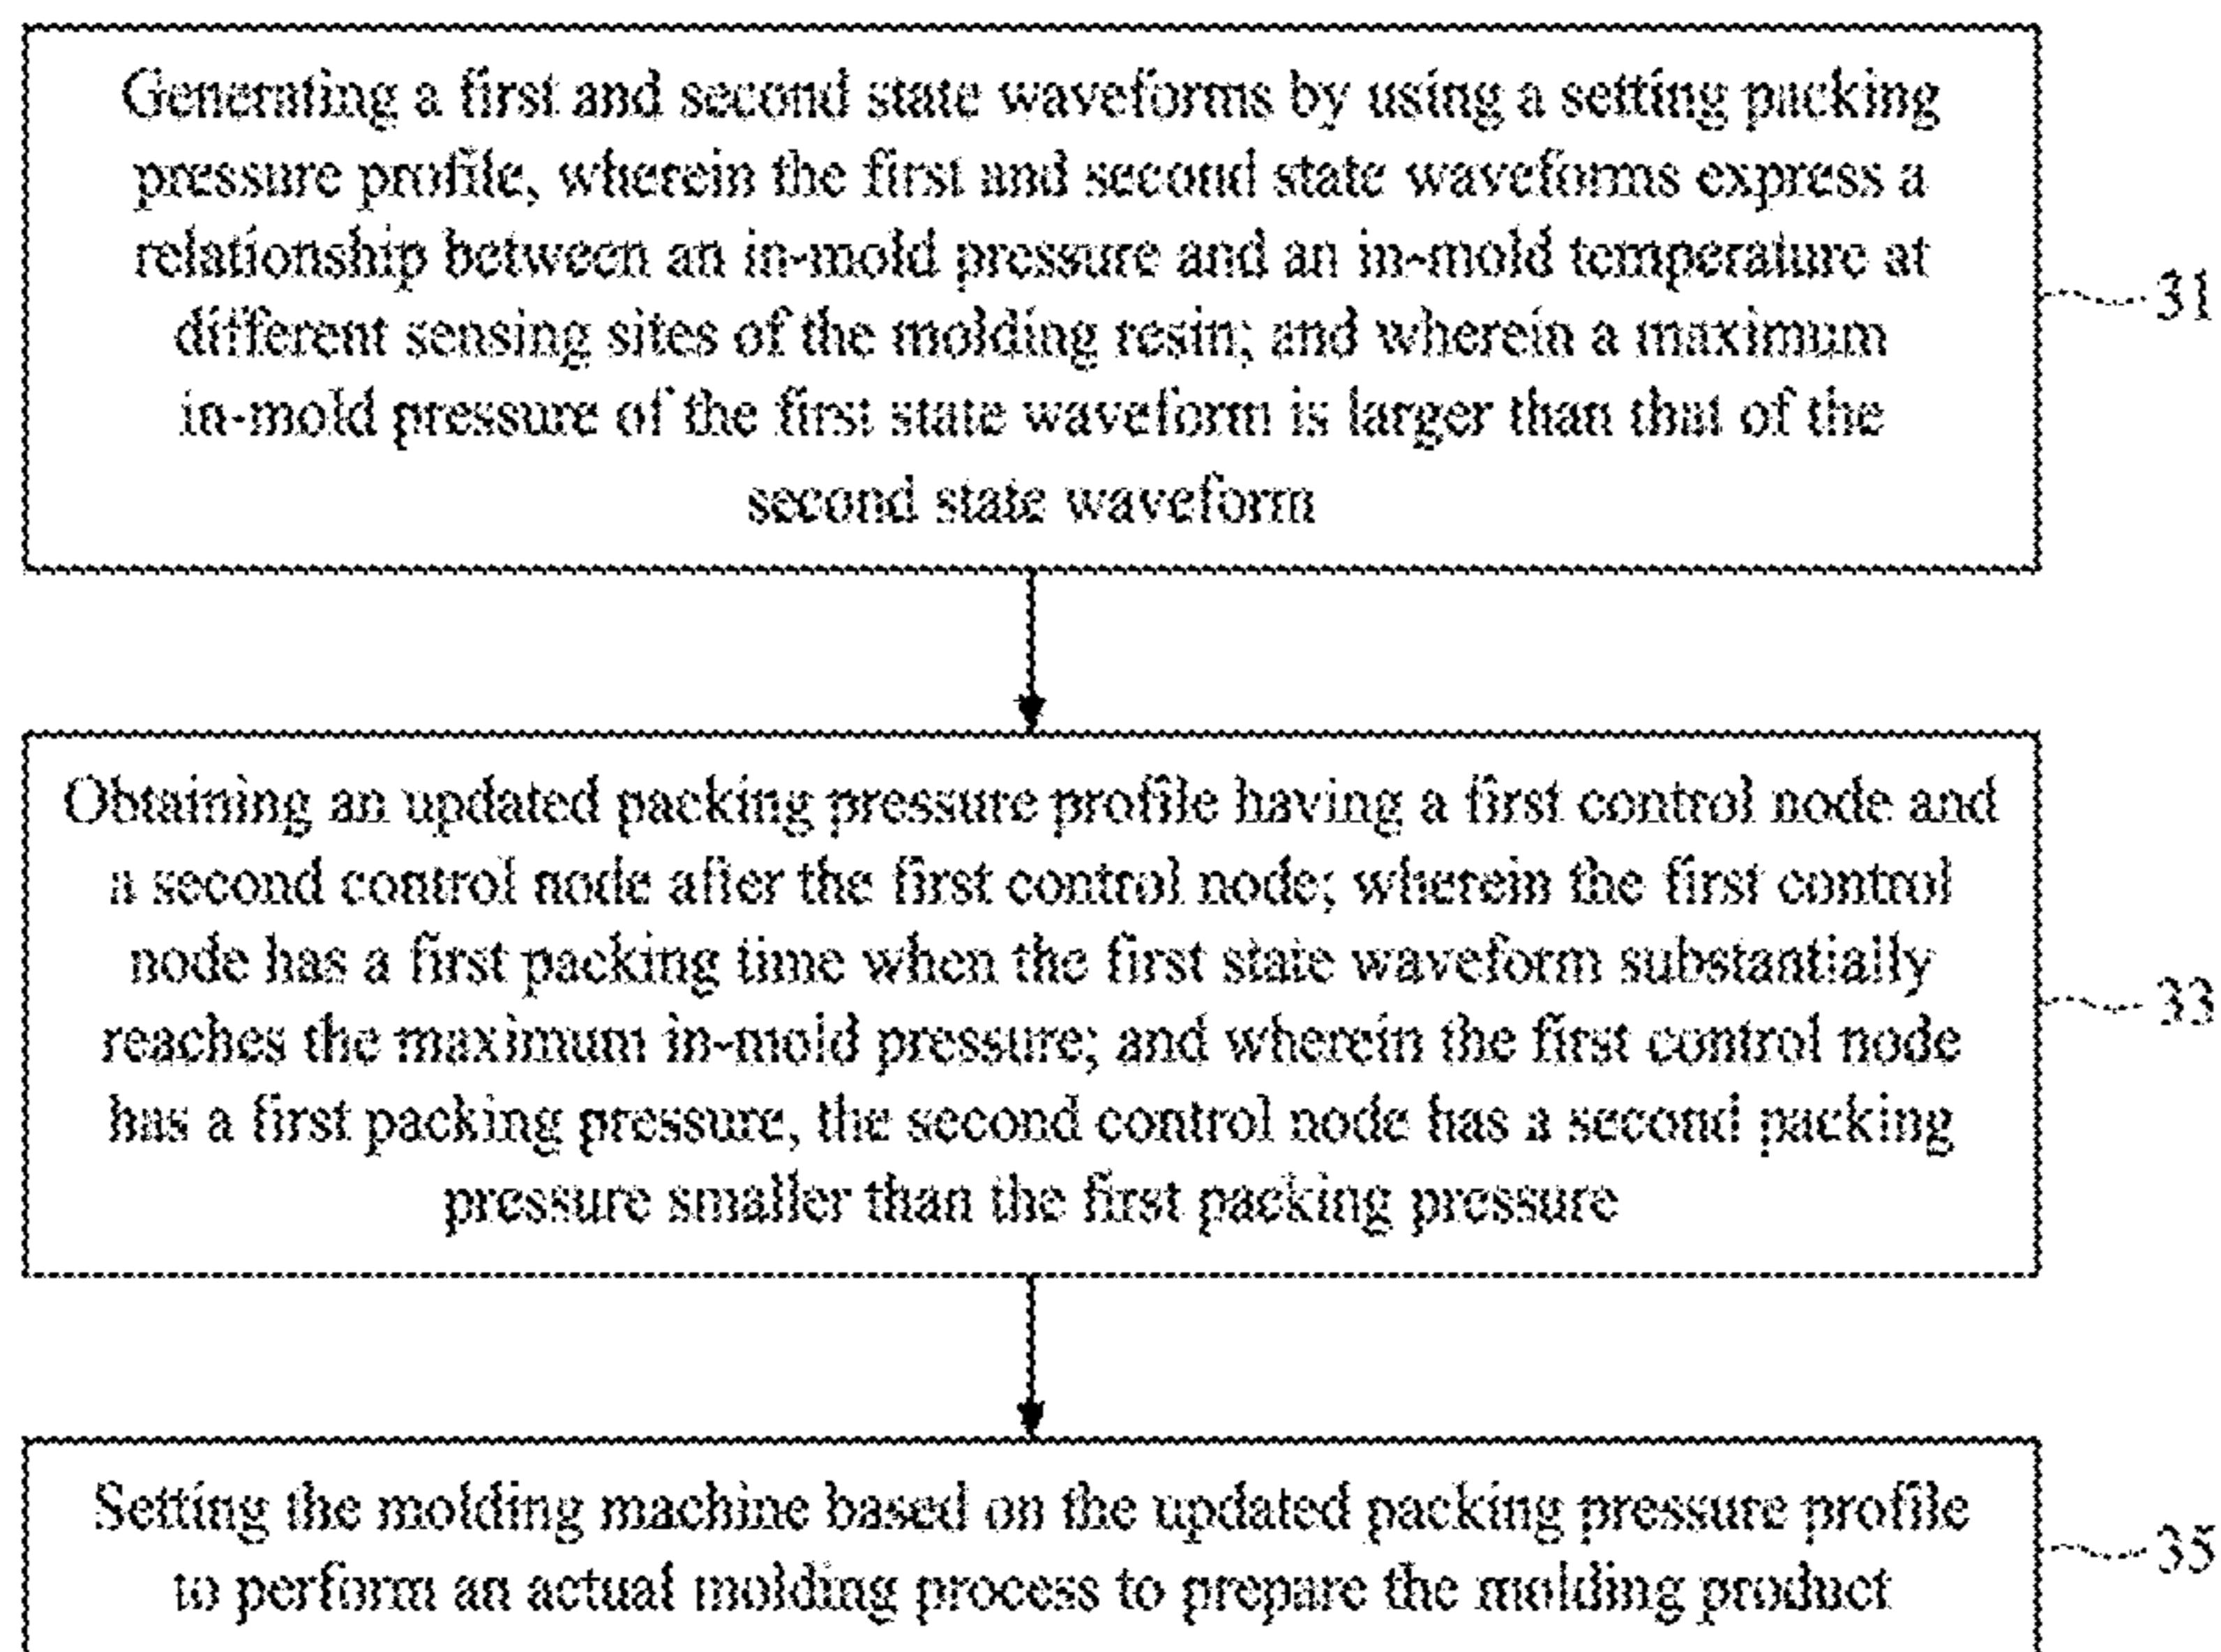 Generating a first and second state waveforms by using a setting packing
pressure profile, wherein the first and second state waveforms express a
relationship between an in-mold pressure and an in-mold temperature at
different sensing sites of the molding resin; and wherein a maximum
in-mold pressure of the first state waveform is larger than that of the
second state waveform
31
Obtaining an updated packing pressure profile having a first control node and
a second control node after the first control node; wherein the first control
node has a first packing time when the first state waveform substantially
reaches the maximum in-mold pressure; and wherein the first control node
has a first packing pressure, the second control node has a second packing
pressure smaller than the first packing pressure
33
Setting the molding machine based on the updated packing pressure profile
to perform an actual molding process to prepare the molding product
35